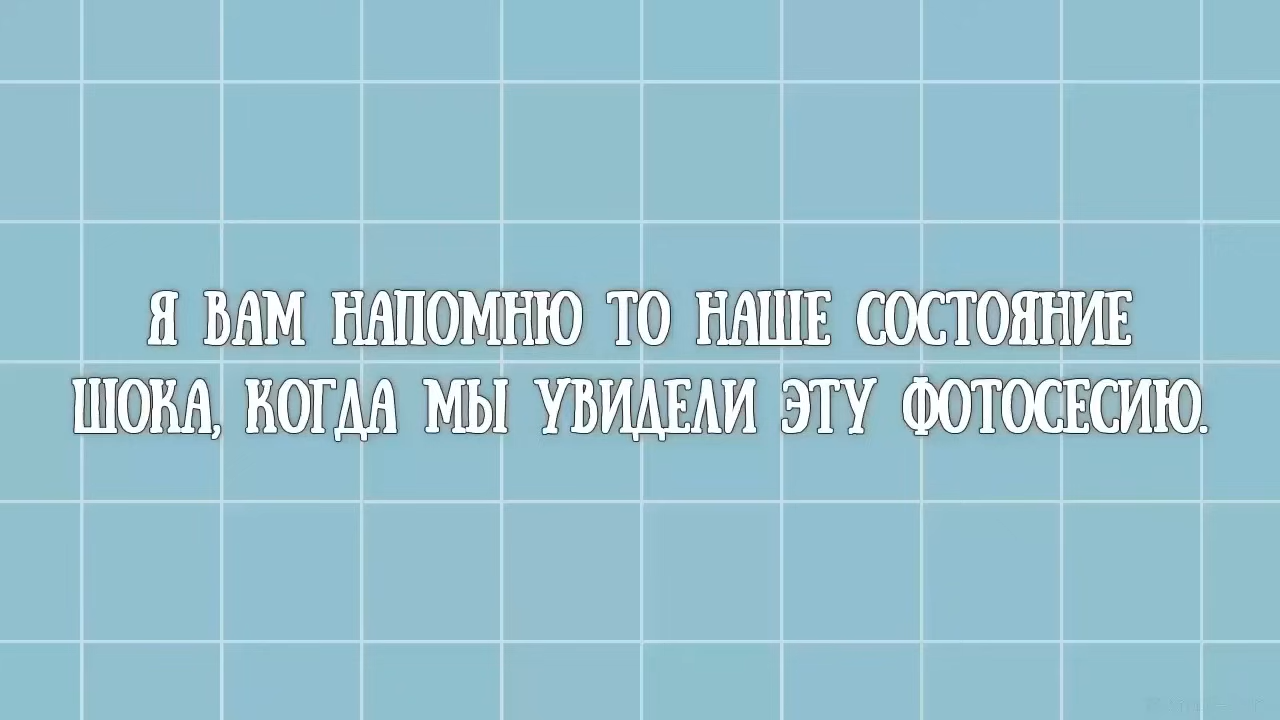 Я ВАМ НАПОМНЮ ТО НАШЕ СОСТОЯНИЕ
ШОКА, КОГДА МЫ УВИДЕЛИ ЭТУ ФОТОСЕСИЮ.